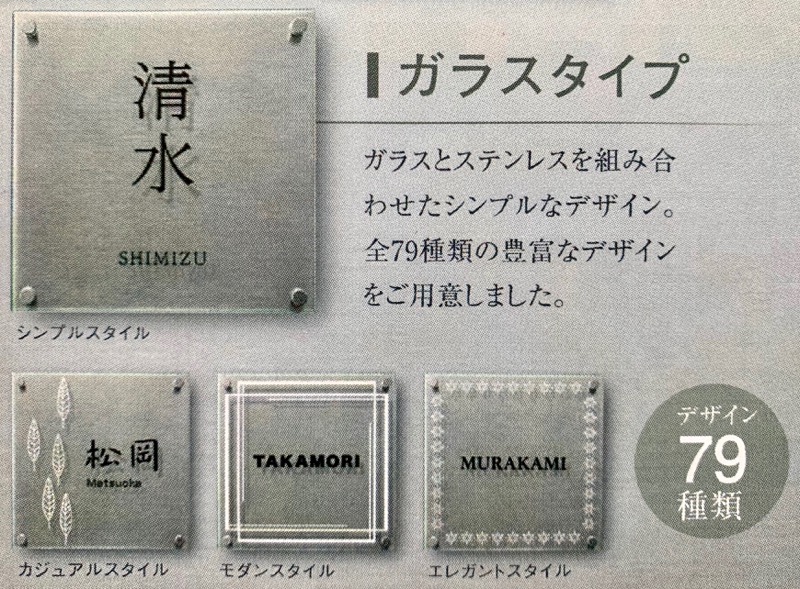 清水
SHIMIZU
シンプルスタイル
ガラスタイプ
ガラスとステンレスを組み合
わせたシンプルなデザイン。
全79種類の豊富なデザイン
をご用意しました。
松岡
Matsuoka
カジュアルスタイル
TAKAMORI
モダンスタイル
MURAKAMI
エレガントスタイル
デザイン
79
種類